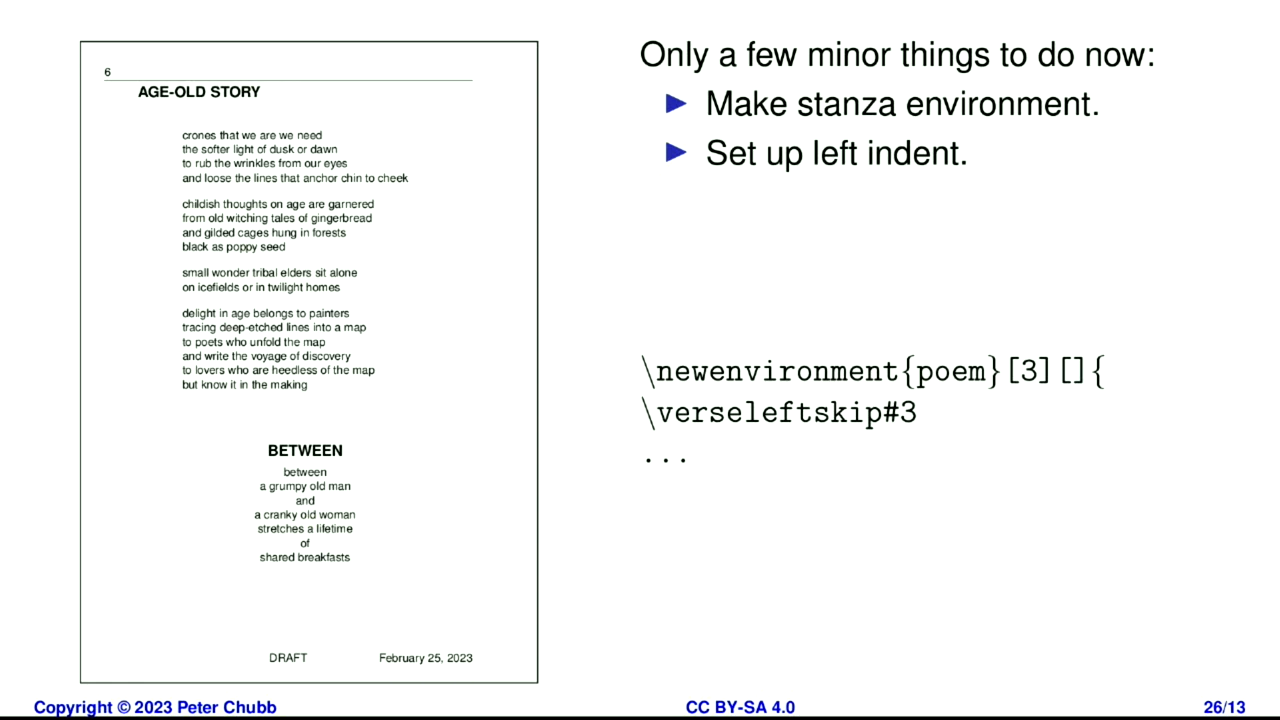 6
AGE-OLD STORY
crones that we are we need
the softer light of dusk or dawn
to rub the wrinkles from our eyes
and loose the lines that anchor chin to cheek
childish thoughts on age are garnered
from old witching tales of gingerbread
and gilded cages hung in forests
black as poppy seed
small wonder tribal elders sit alone
on icefields or in twilight homes
delight in age belongs to painters
tracing deep-etched lines into a map
to poets who unfold the map
and write the voyage of discovery
to lovers who are heedless of the map
but know it in the making
BETWEEN
between
a grumpy old man
and
a cranky old woman
stretches a lifetime
of
shared breakfasts
DRAFT February 25, 2023
Only a few minor things to do now:
Make stanza environment.
Set up left indent.
\newenvironment{poem}[3][]{
\verseleftskip#3
...
Copyright © 2023 Peter Chubb CC BY-SA 4.0 26/13